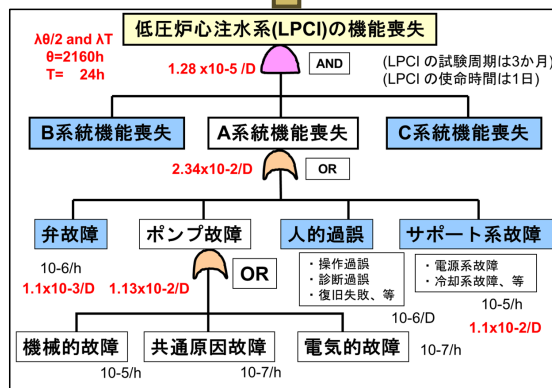 λθ/2 and λT
θ=2160h
T= 24h
低圧炉心注水系(LPCI)の機能喪失
1.28 x10-5 /D
AND
(LPCI の試験周期は3か月)
(LPCI の使命時間は1日)
B系統機能喪失
A系統機能喪失
C系統機能喪失
2.34x10-2/D
OR
弁故障
ポンプ故障
人的過誤
サポート系故障
10-6/h
1.1x10-3/D
1.13x10-2/D
OR
・操作過誤
・診断過誤
・復旧失敗、等
10-6/D
・電源系故障
・冷却系故障、等
10-5/h
1.1x10-2/D
機械的故障
共通原因故障
電気的故障
10-7/h
10-5/h
10-7/h